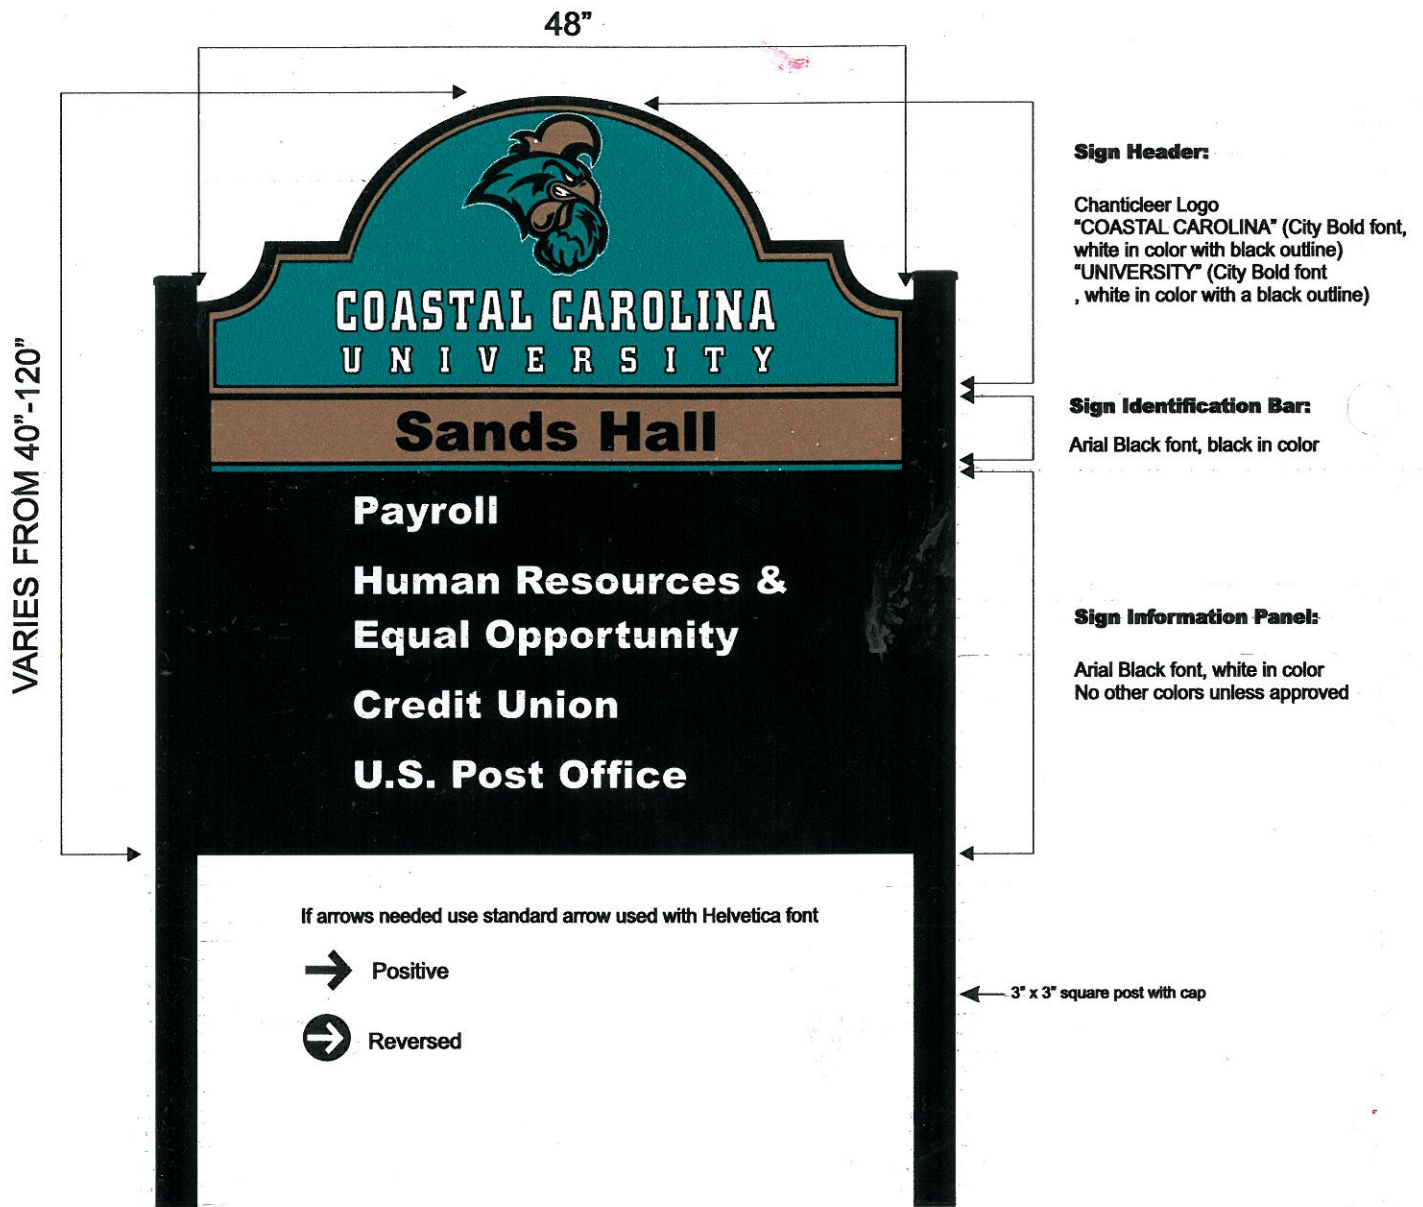 48”
VARIES FROM 40”-120”
COASTAL CAROLINA
UNIVERSITY
Sands Hall
Payroll
Human Resources &
Equal Opportunity
Credit Union
U.S. Post Office
Sign Header:
Chanticleer Logo
"COASTAL CAROLINA" (City Bold font,
white in color with black outline)
"UNIVERSITY" (City Bold font
, white in color with a black outline)
Sign Identification Bar:
Arial Black font, black in color
Sign Information Panel:
Arial Black font, white in color
No other colors unless approved
If arrows needed use standard arrow used with Helvetica font
Positive
Reversed
3" x 3" square post with cap